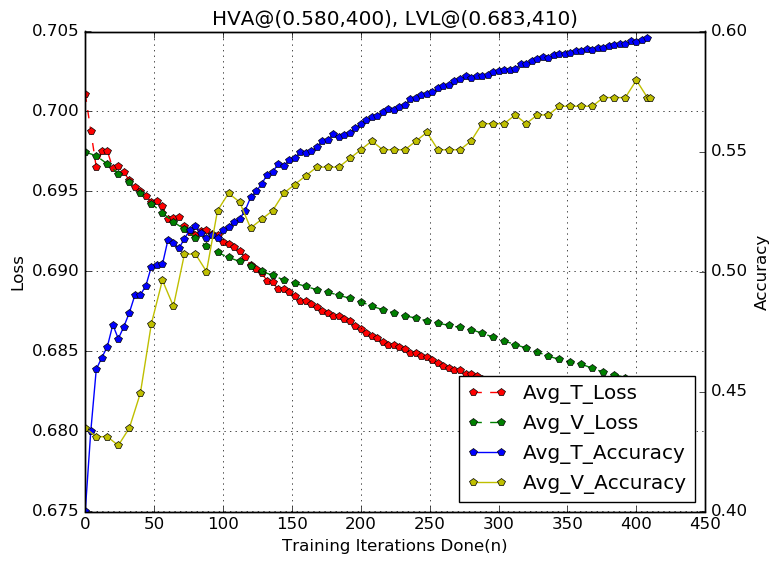 HVA@(0.580,400), LVL@(0.683,410)
0.705
0.700
0.695
0.690
0.685
0.680
0.675
Loss
0.60
0.55
0.50
0.45
0.40
Accuracy
Avg_T_Loss
Avg_V_Loss
Avg_T_Accuracy
Avg_V_Accuracy
0 50 100 150 200 250 300 350 400 450
Training Iterations Done(n)